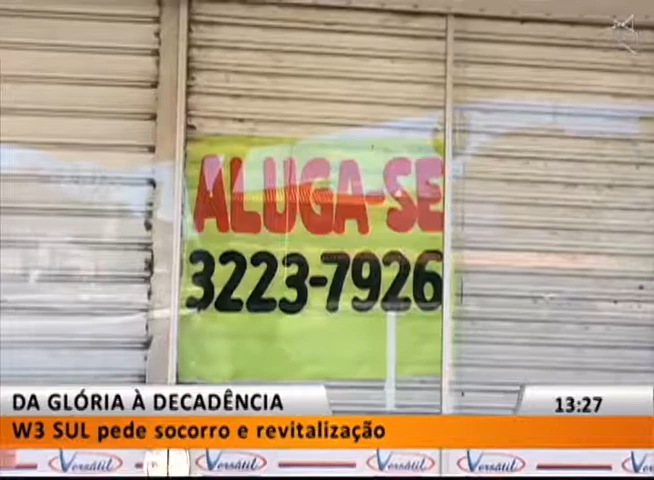 ALUGA-SE
3223-7926
DA GLÓRIA À DECADÊNCIA
13:27
W3 SUL pede socorro e revitalização
Versátil Versátil Versátil Versátil